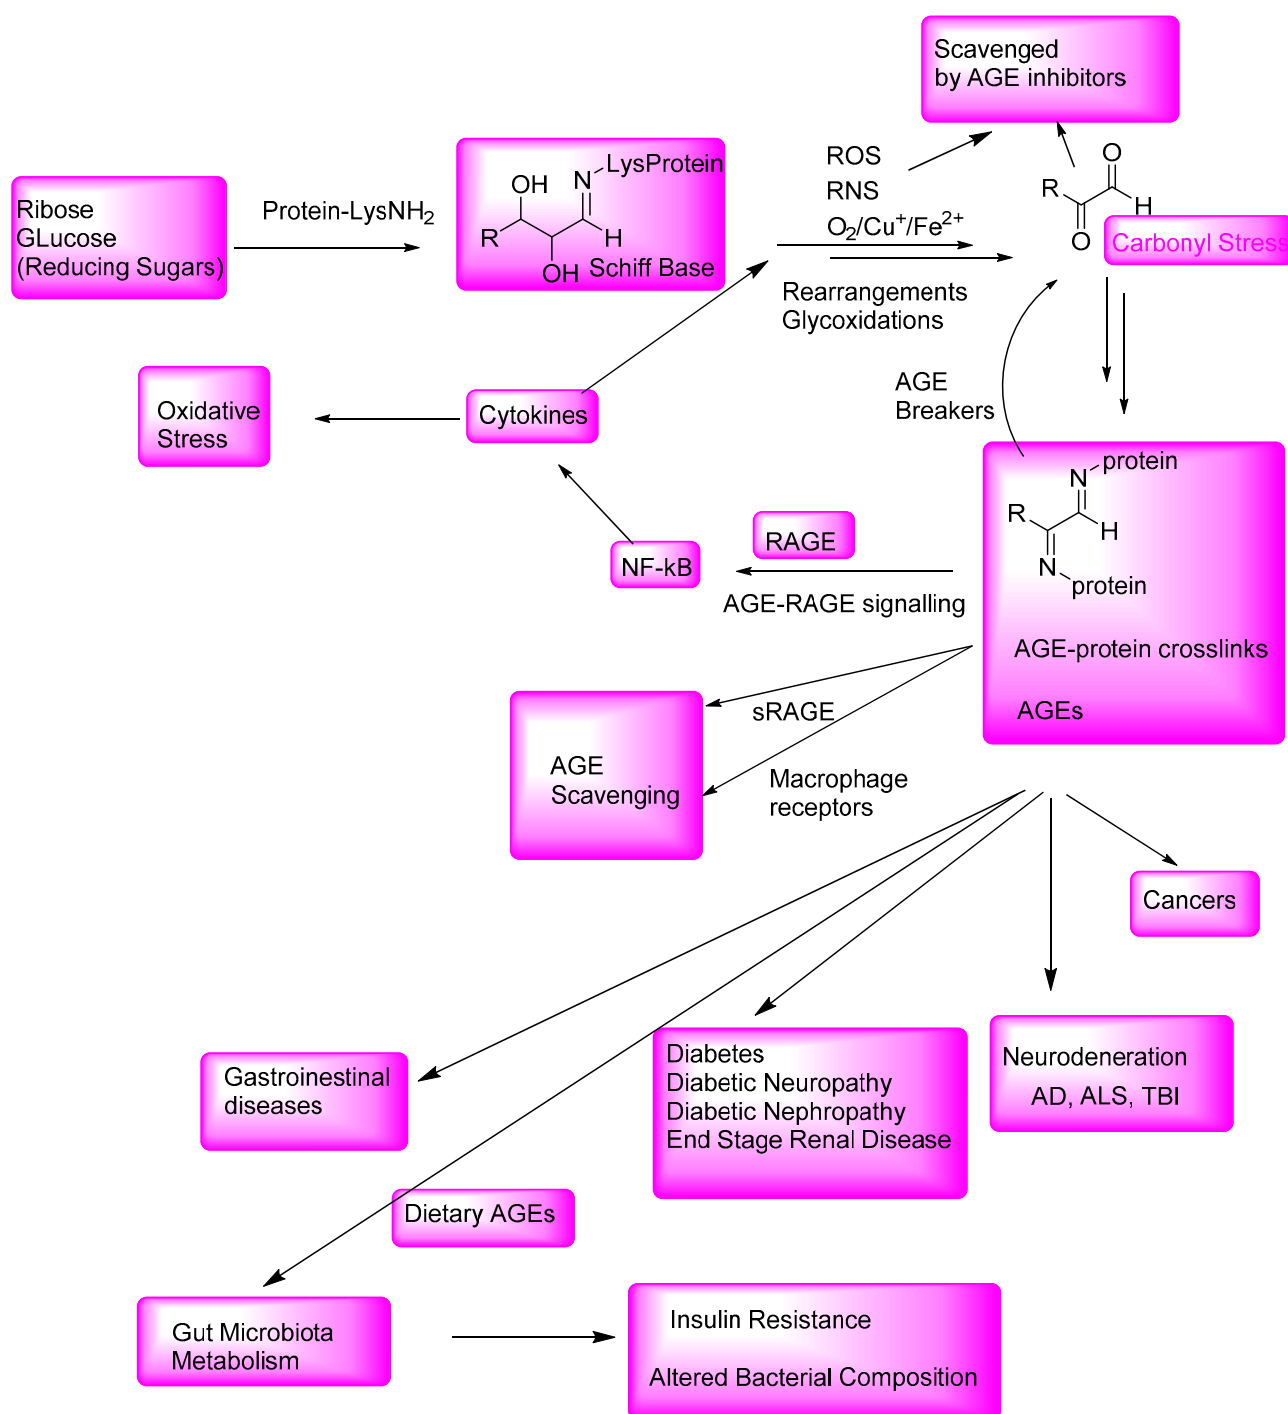 Scavenged
by AGE inhibitors
ROS
RNS
O2/Cu+/Fe2+
Rearrangements
Glycoxidations
O
R
H
O
Carbonyl Stress
Ribose
GLucose
(Reducing Sugars)
Protein-LysNH2
LysProtein
N
OH
R
H
OH
Schiff Base
AGE
Breakers
Oxidative
Stress
Cytokines
NF-kB
RAGE
AGE-RAGE signalling
protein
N
R
H
N
protein
AGE-protein crosslinks
AGEs
sRAGE
AGE
Scavenging
Macrophage
receptors
Cancers
Neurodeneration
AD, ALS, TBI
Diabetes
Diabetic Neuropathy
Diabetic Nephropathy
End Stage Renal Disease
Gastroinestinal
diseases
Dietary AGEs
Gut Microbiota
Metabolism
Insulin Resistance
Altered Bacterial Composition